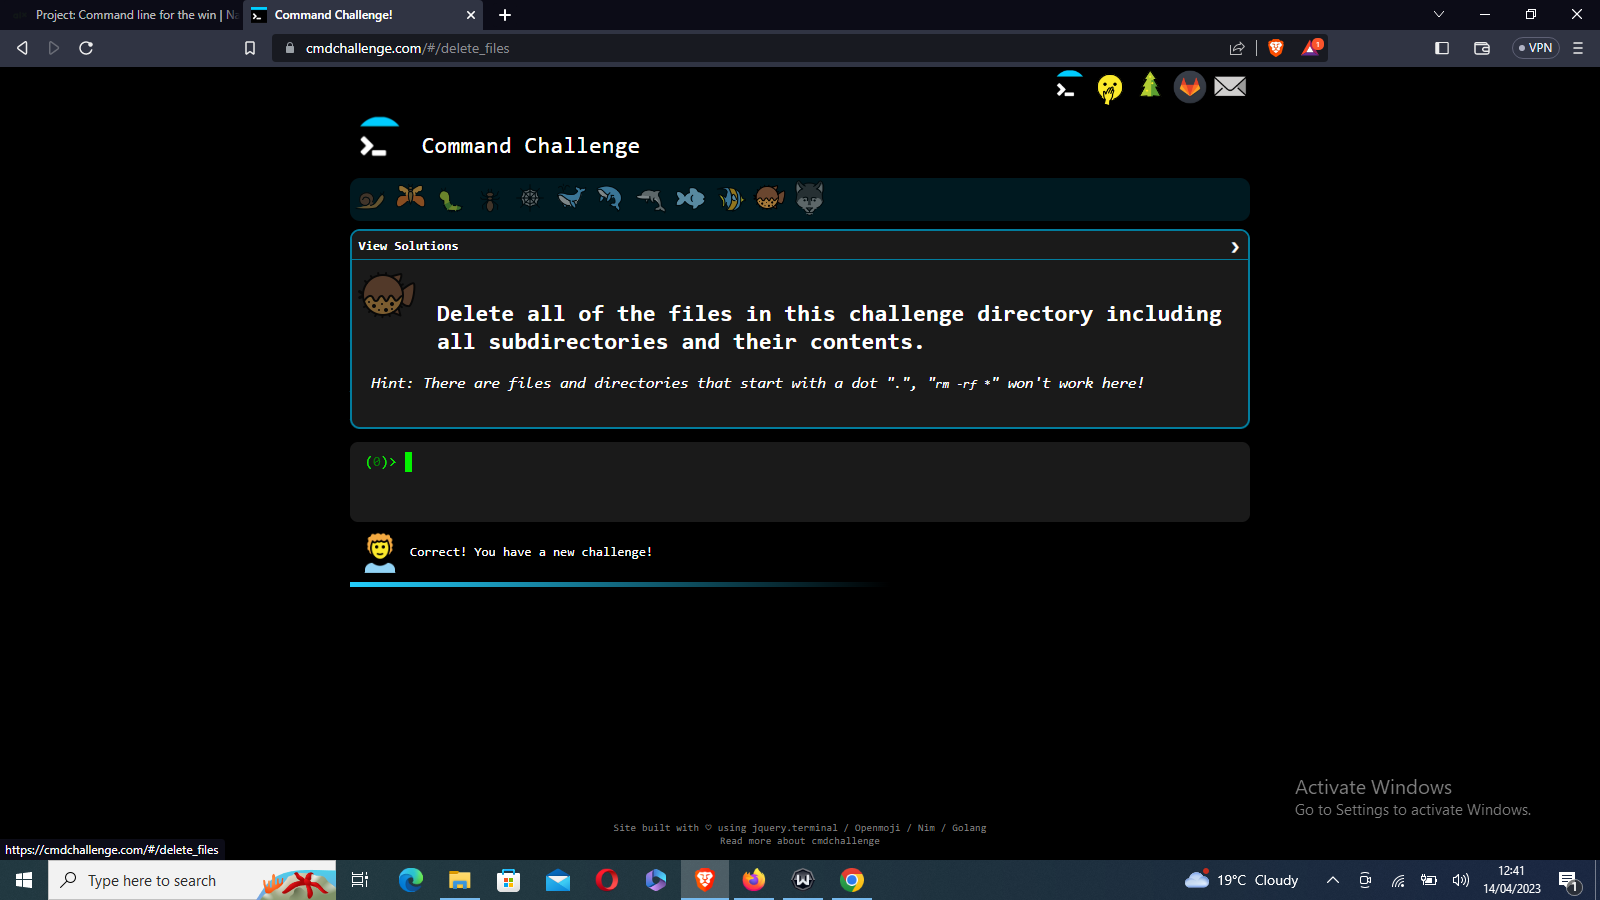 Project: Command line for the win | Na
Command Challenge!
cmdchallenge.com/#/delete_files
1
VPN
Command Challenge
View Solutions
Delete all of the files in this challenge directory including
all subdirectories and their contents.
Hint: There are files and directories that start with a dot ".", "rm -rf *" won't work here!
(0)>
Correct! You have a new challenge!
Activate Windows
Go to Settings to activate Windows.
Site built with ♡ using jquery.terminal / Openmoji / Nim / Golang
Read more about cmdchallenge
https://cmdchallenge.com/#/delete_files
Type here to search
19°C Cloudy
12:41
14/04/2023
1